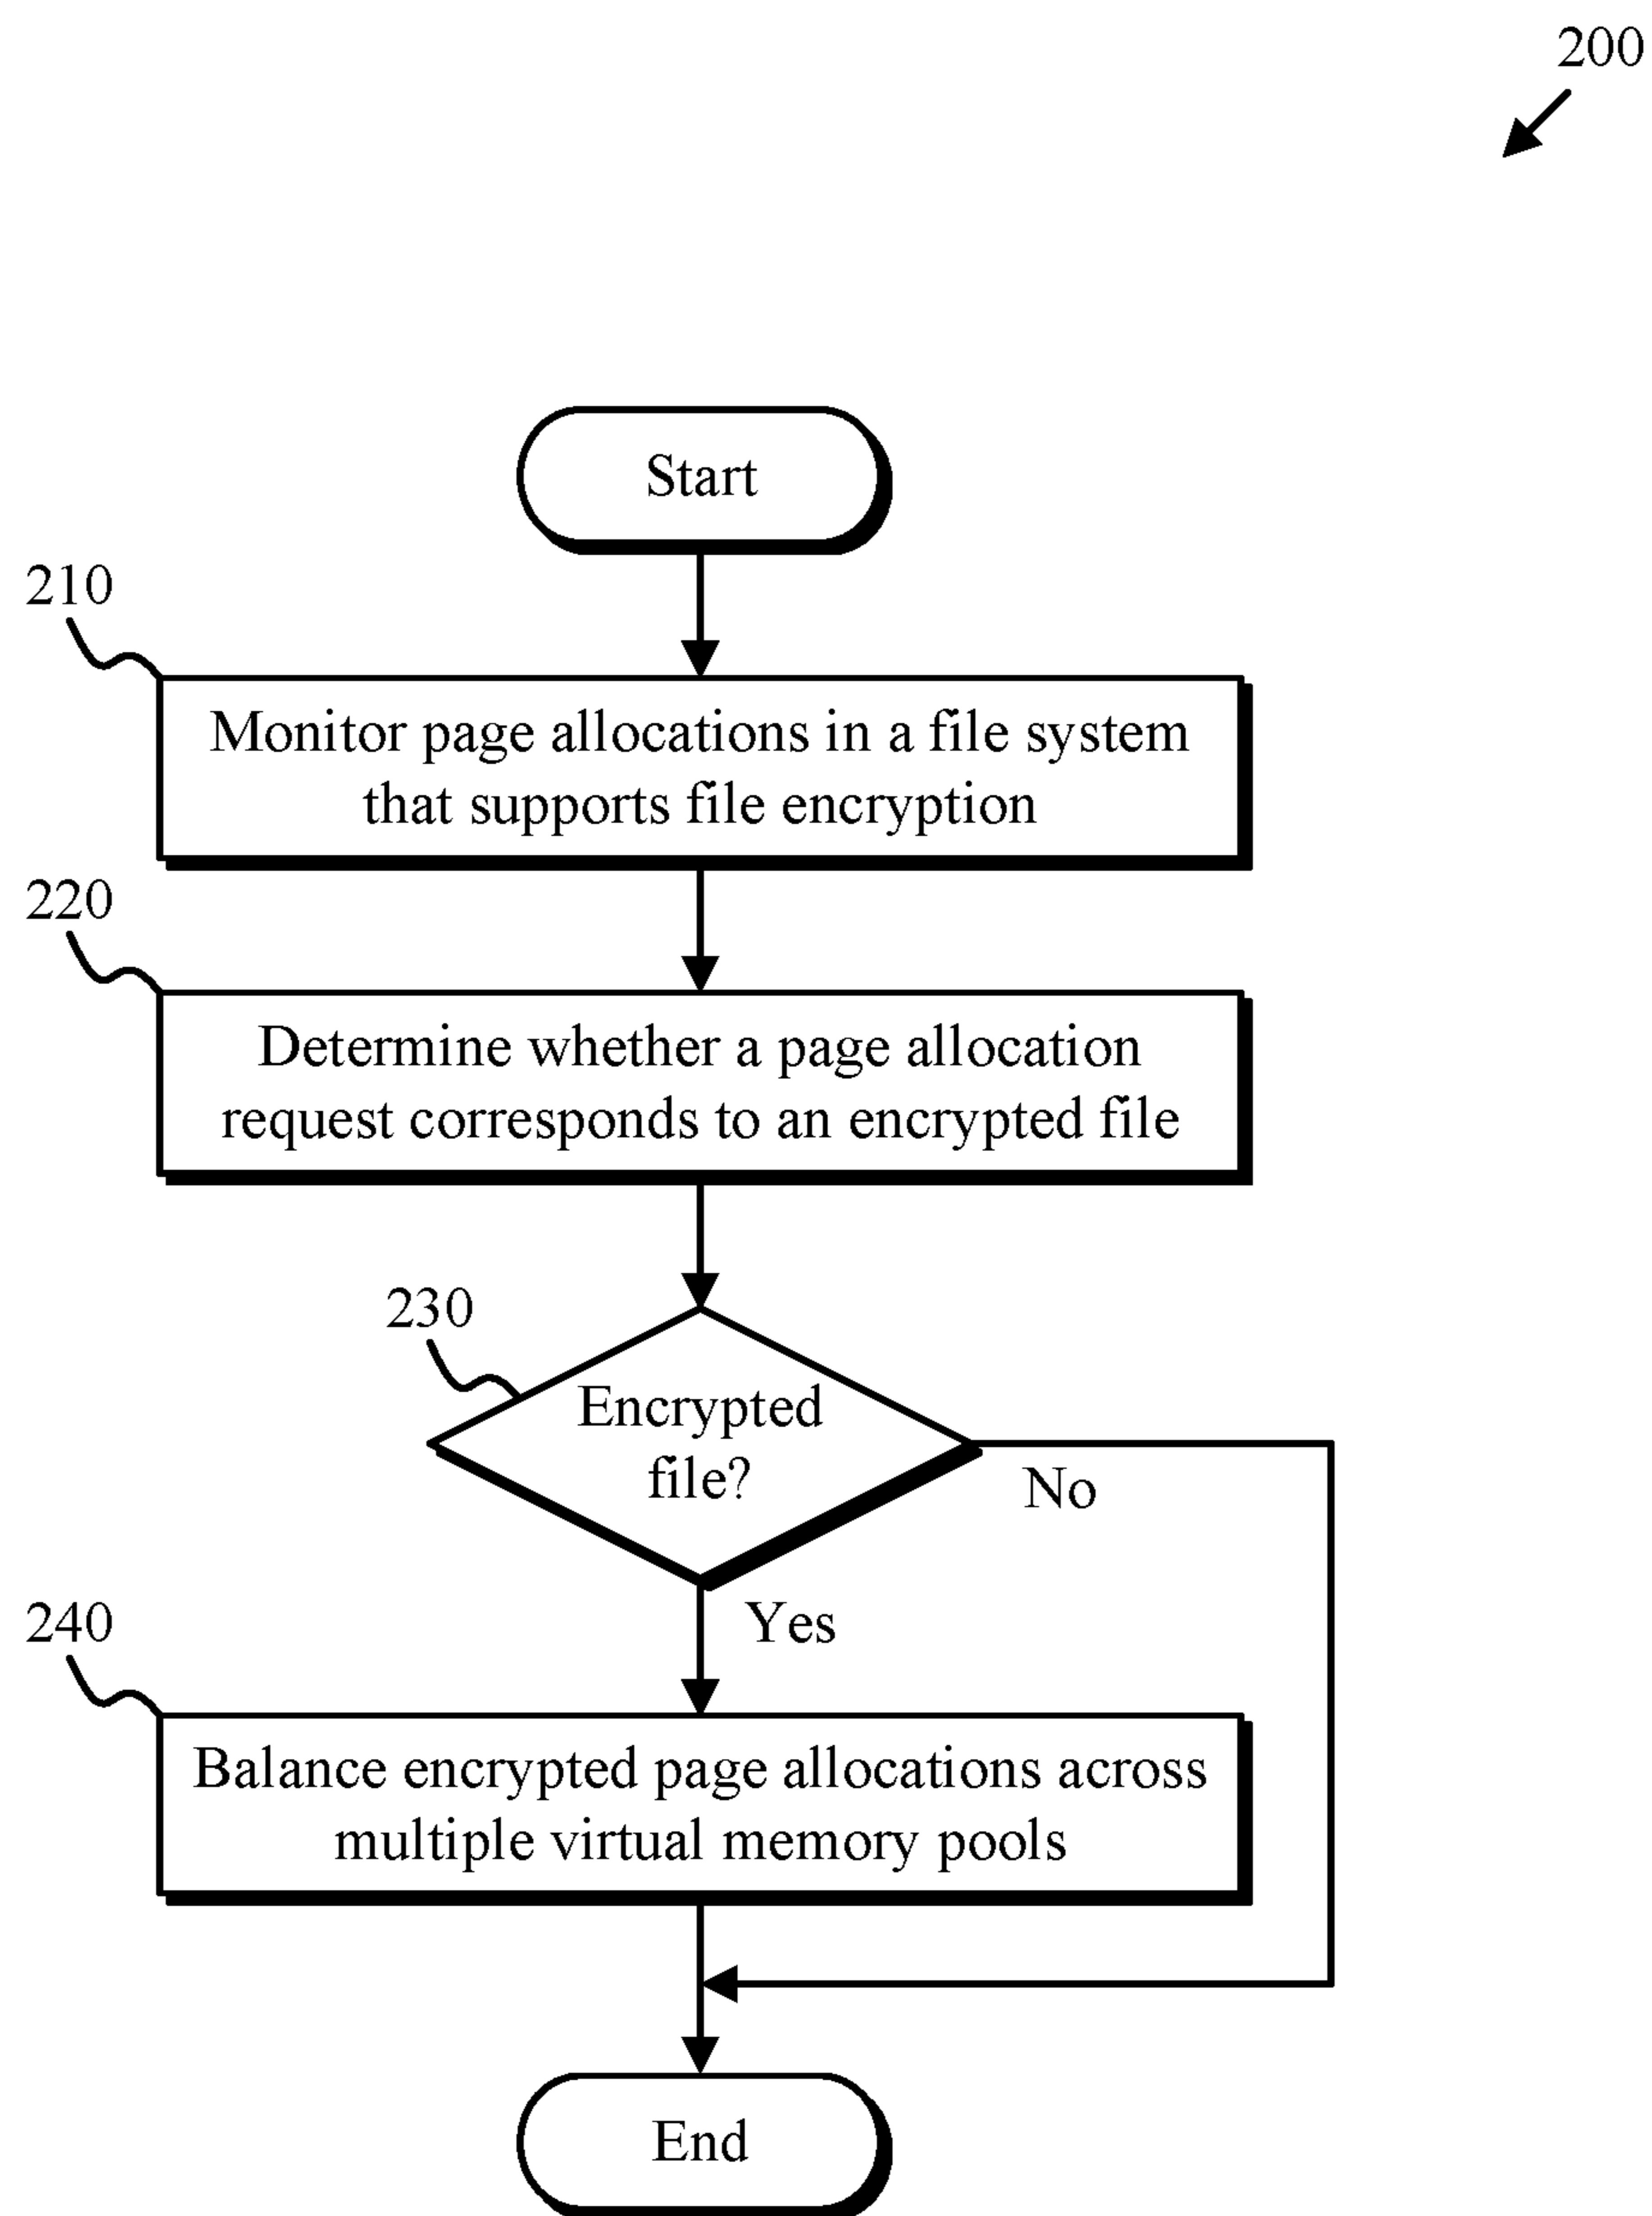 200
Start
210
Monitor page allocations in a file system
that supports file encryption
220
Determine whether a page allocation
request corresponds to an encrypted file
230
Encrypted
file?
No
Yes
240
Balance encrypted page allocations across
multiple virtual memory pools
End